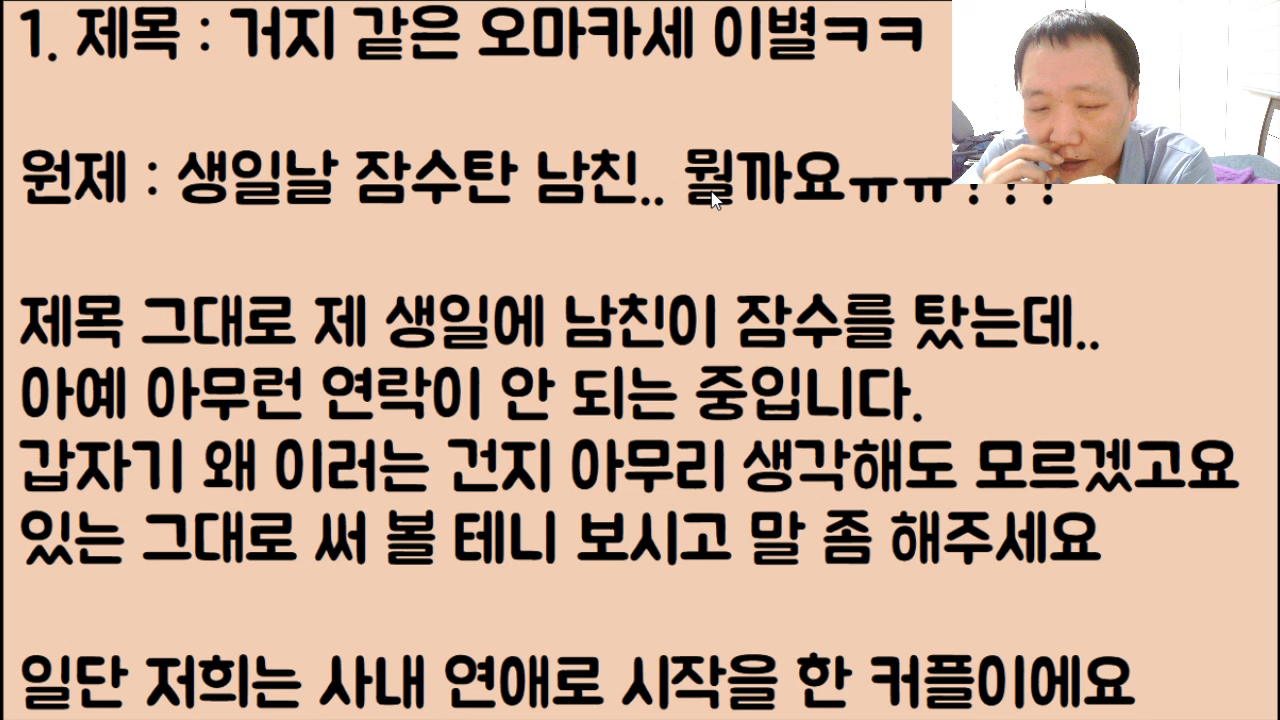 1. 제목 : 거지 같은 오마카세 이별ㅋㅋ
원제 : 생일날 잠수탄 남친.. 뭘까요ㅠㅠ???
제목 그대로 제 생일에 남친이 잠수를 탔는데..
아예 아무런 연락이 안 되는 중입니다.
갑자기 왜 이러는 건지 아무리 생각해도 모르겠고요
있는 그대로 써 볼 테니 보시고 말 좀 해주세요
일단 저희는 사내 연애로 시작을 한 커플이에요